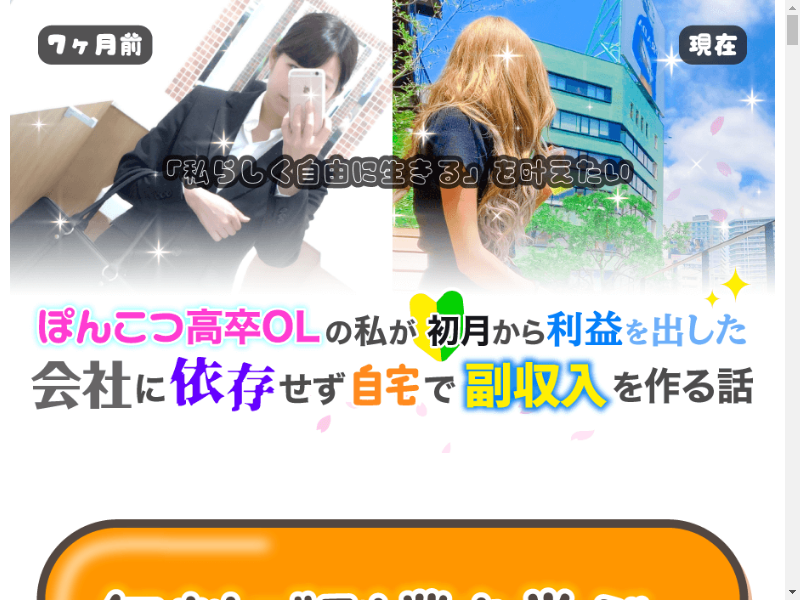 7ヶ月前
現在
「私らしく自由に生きる」を叶えたい
ぽんこつ高卒OLの私が初月から利益を出した
会社に依存せず自宅で副収入を作る話